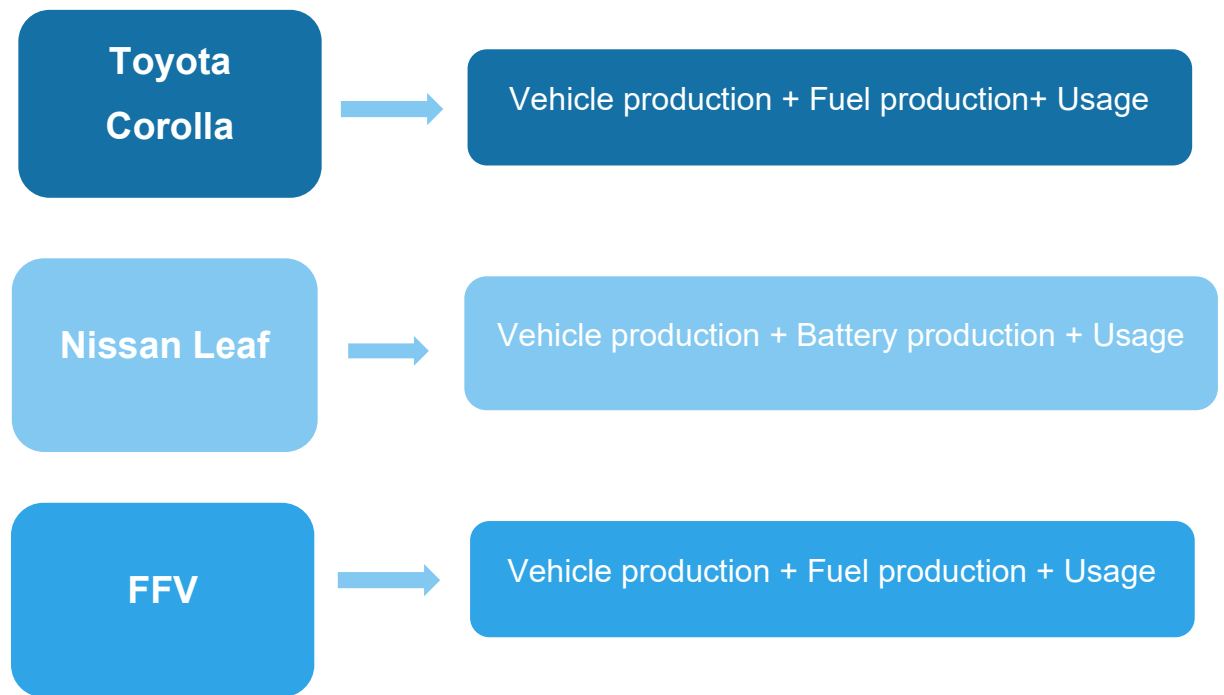 Toyota
Corolla
Vehicle production + Fuel production+ Usage
Nissan Leaf
Vehicle production + Battery production + Usage
FFV
Vehicle production + Fuel production + Usage